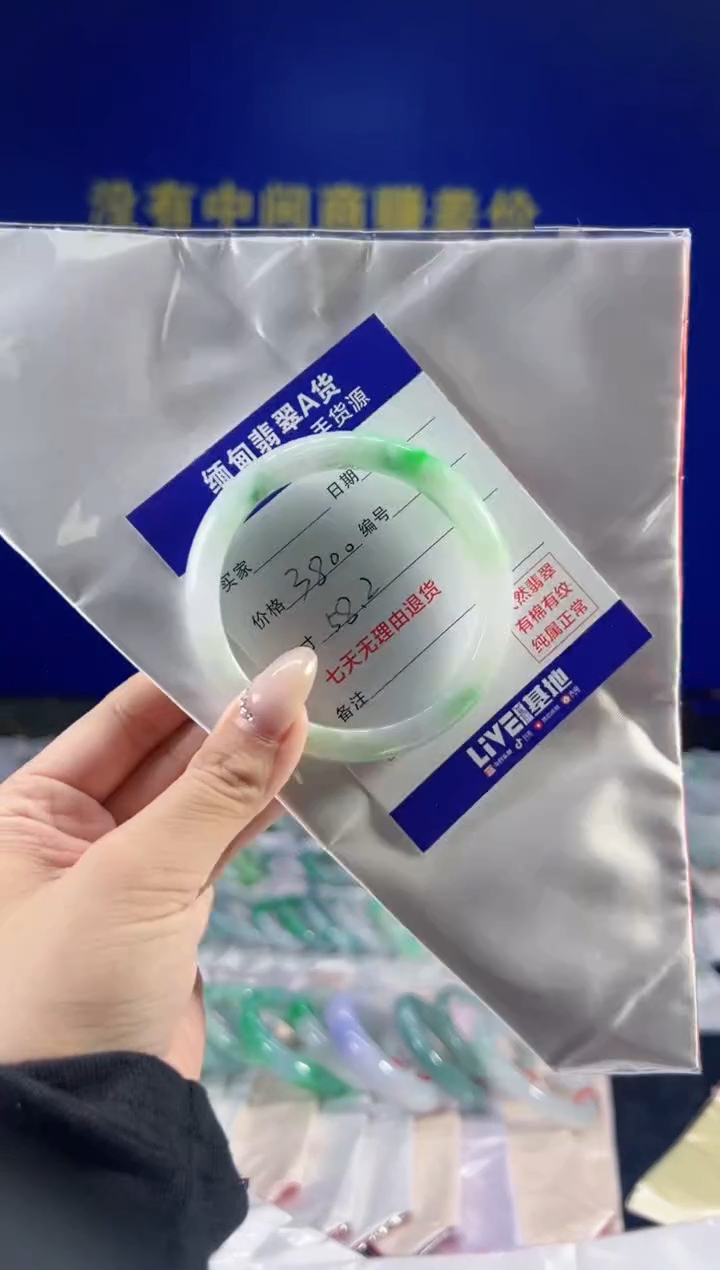 没有中间商赚差价
缅甸翡翠A货
货源
日期
买家
编号
价格 3800
寸 58.2
七天无理由退货
备注
然翡翠
有棉有纹
纯属正常
LIVE 基地